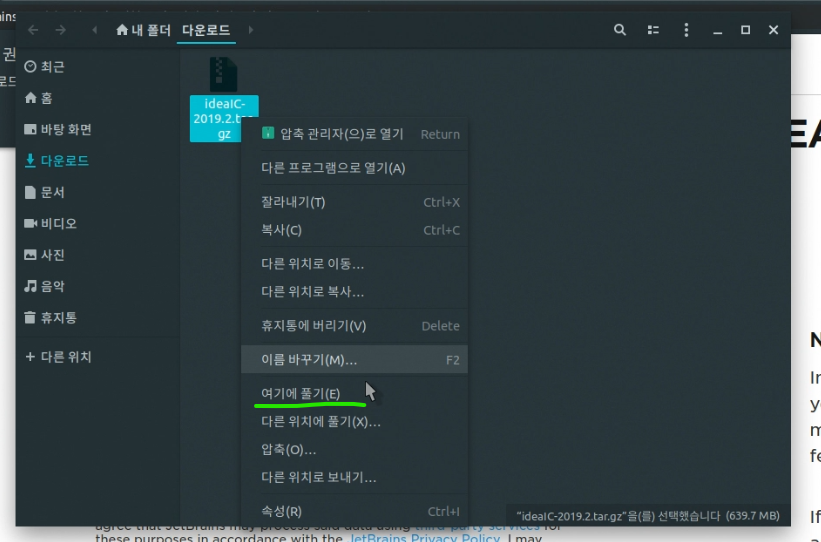 내 폴더 다운로드
최근
홈
바탕 화면
다운로드
문서
비디오
사진
음악
휴지통
+ 다른 위치
ideaIC-
2019.2.ta
gz
압축 관리자(으)로 열기 Return
다른 프로그램으로 열기(A)
잘라내기(T) Ctrl+X
복사(C) Ctrl+C
다른 위치로 이동...
다른 위치로 복사...
휴지통에 버리기(V) Delete
이름 바꾸기(M)... F2
여기에 풀기(E)
다른 위치에 풀기(X)...
압축(O)...
다른 위치로 보내기...
속성(R) Ctrl+I
"ideaIC-2019.2.tar.gz"을(를) 선택했습니다 (639.7 MB)
agree that JetBrains may process said data using third-party services for
these purposes in accordance with the JetBrains Privacy Policy. I may